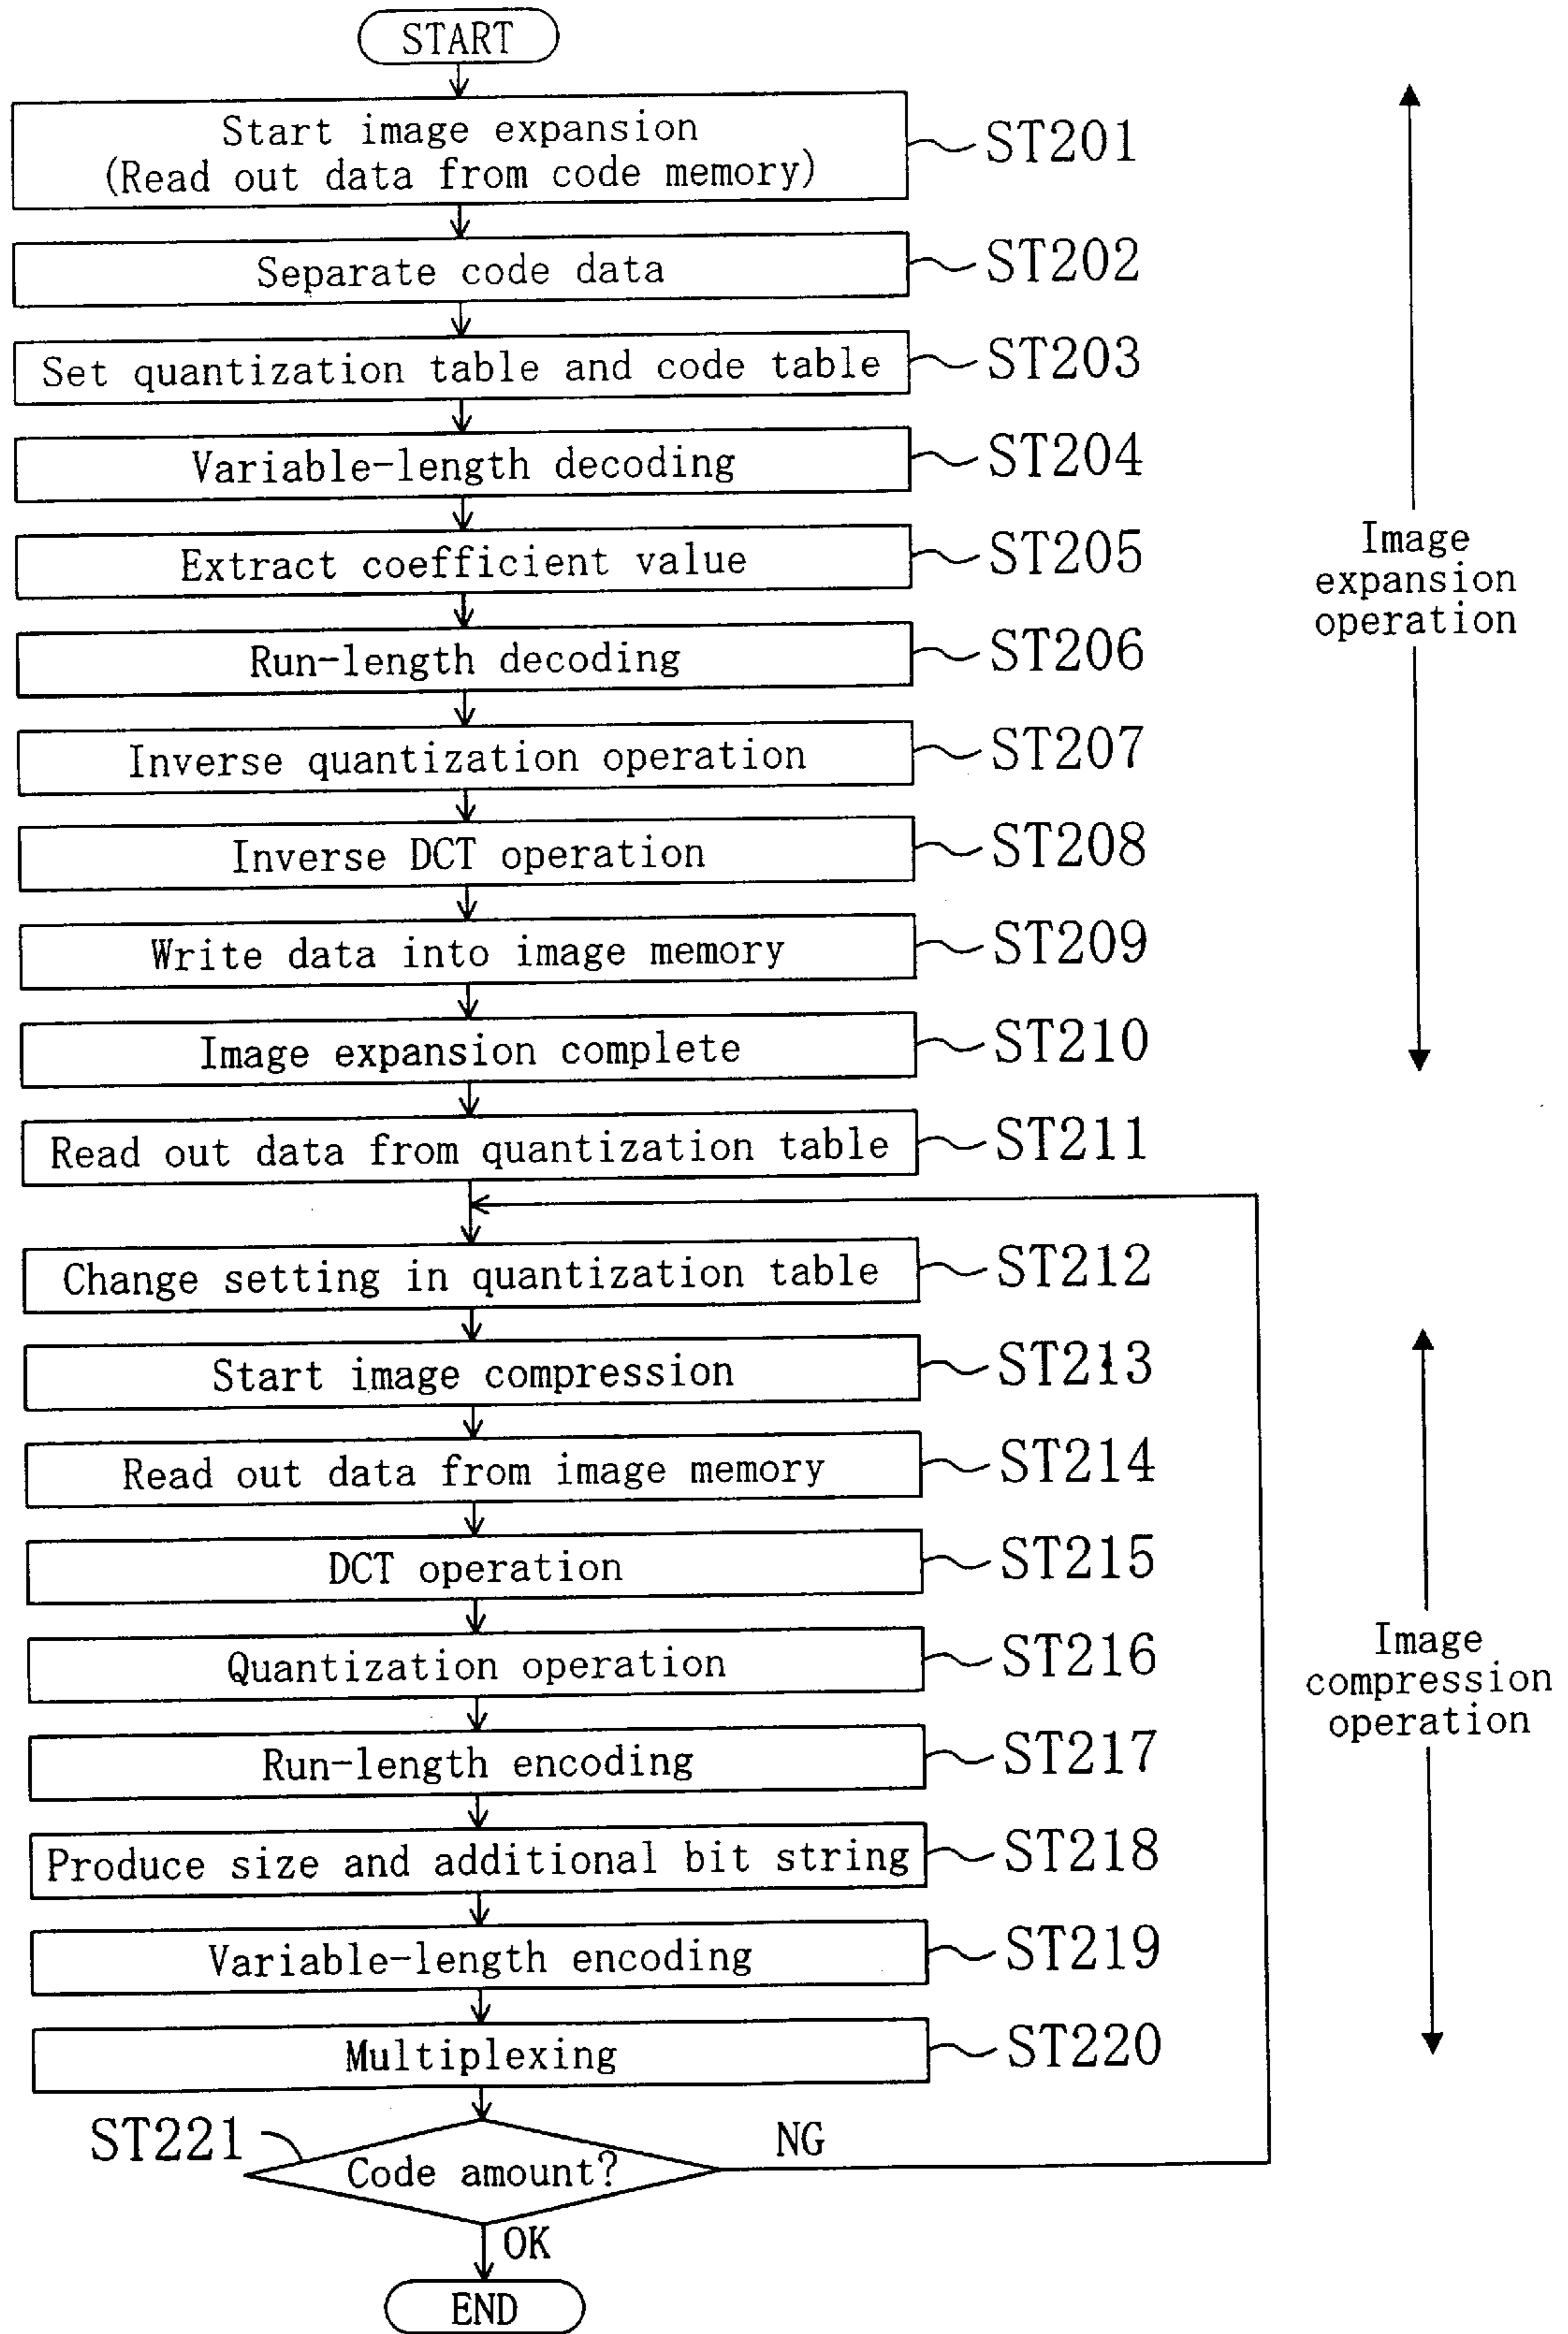 START
Start image expansion
(Read out data from code memory)
ST201
Separate code data
ST202
Set quantization table and code table
ST203
Variable-length decoding
ST204
Extract coefficient value
ST205
Image
expansion
operation
Run-length decoding
ST206
Inverse quantization operation
ST207
Inverse DCT operation
ST208
Write data into image memory
ST209
Image expansion complete
ST210
Read out data from quantization table
ST211
Change setting in quantization table
ST212
Start image compression
ST213
Read out data from image memory
ST214
DCT operation
ST215
Quantization operation
ST216
Image
compression
operation
Run-length encoding
ST217
Produce size and additional bit string
ST218
Variable-length encoding
ST219
Multiplexing
ST220
ST221
Code amount?
NG
OK
END